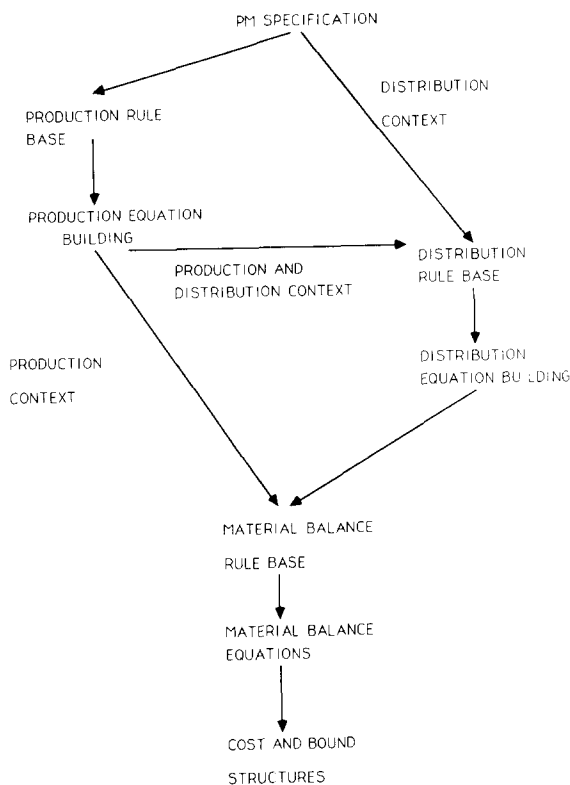 PM SPECIFICATION
DISTRIBUTION
CONTEXT
PRODUCTION RULE
BASE
PRODUCTION EQUATION
BUILDING
DISTRIBUTION
RULE BASE
PRODUCTION AND
DISTRIBUTION CONTEXT
PRODUCTION
CONTEXT
DISTRIBUTION
EQUATION BUILDING
MATERIAL BALANCE
RULE BASE
MATERIAL BALANCE
EQUATIONS
COST AND BOUND
STRUCTURES